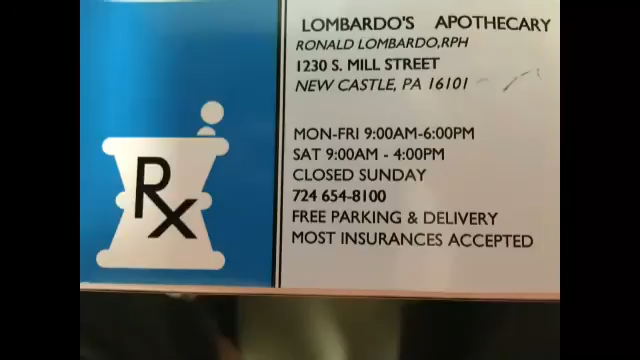 LOMBARDO'S APOTHECARY
RONALD LOMBARDO,RPH
1230 S. MILL STREET
NEW CASTLE, PA 16101
MON-FRI 9:00AM-6:00PM
SAT 9:00AM - 4:00PM
CLOSED SUNDAY
724 654-8100
FREE PARKING & DELIVERY
MOST INSURANCES ACCEPTED
Rx